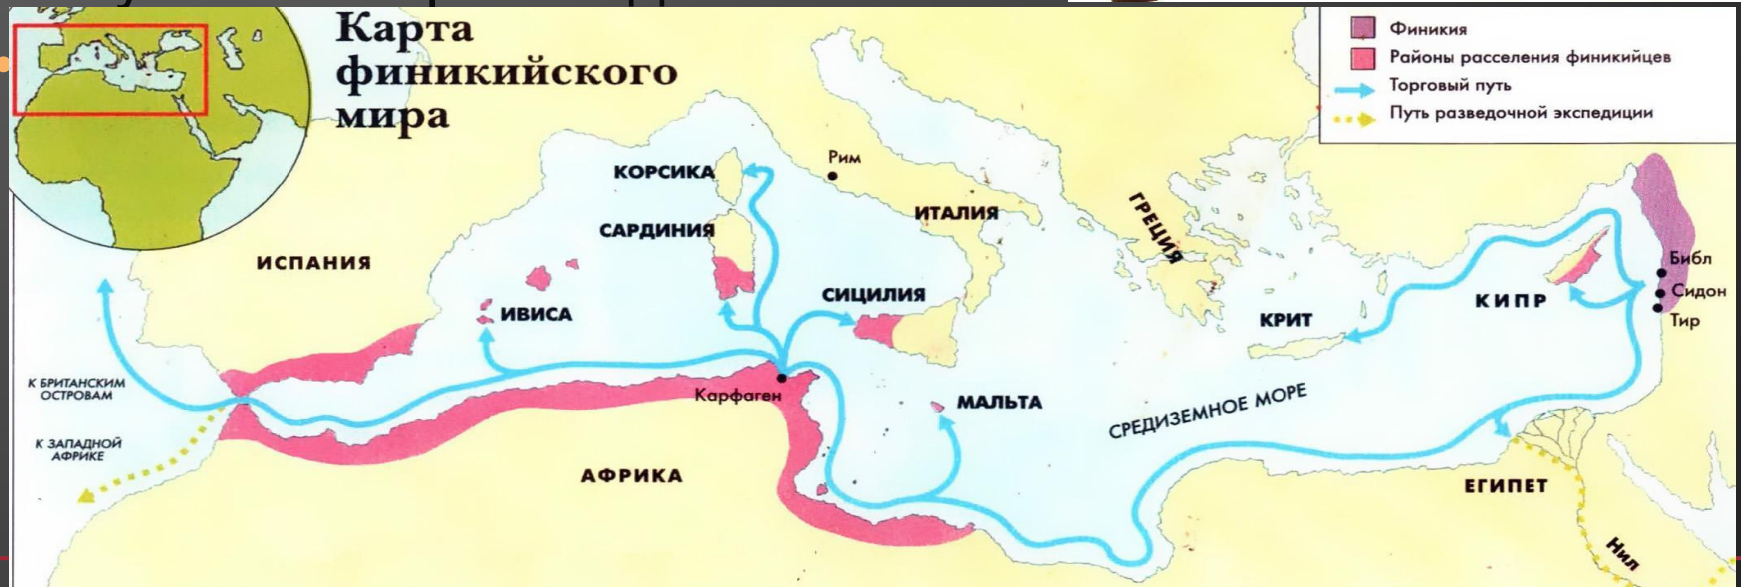 Карта
финикийского
мира
Финикия
Районы расселения финикийцев
Торговый путь
Путь разведочной экспедиции
КОРСИКА
Рим
САРДИНИЯ
ИТАЛИЯ
ГРЕЦИЯ
ИСПАНИЯ
Библ
Сидон
Тир
ИВИСА
СИЦИЛИЯ
КРИТ
КИПР
К БРИТАНСКИМ
ОСТРОВАМ
Карфаген
МАЛЬТА
СРЕДИЗЕМНОЕ МОРЕ
К ЗАПАДНОЙ
АФРИКЕ
АФРИКА
ЕГИПЕТ
Нил